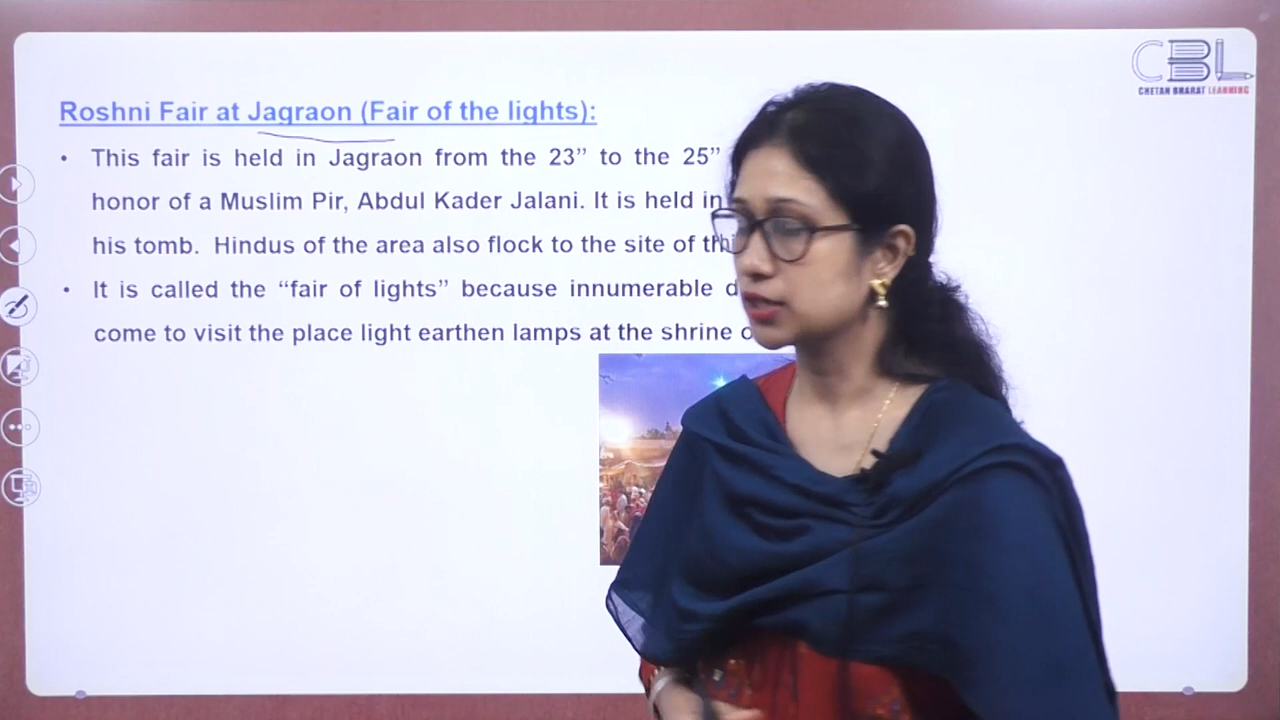 CBL
CHETAN BHARAT LEARNING
Roshni Fair at Jagraon (Fair of the lights):
• This fair is held in Jagraon from the 23” to the 25”
honor of a Muslim Pir, Abdul Kader Jalani. It is held in
his tomb. Hindus of the area also flock to the site of
• It is called the “fair of lights” because innumerable
come to visit the place light earthen lamps at the shrine